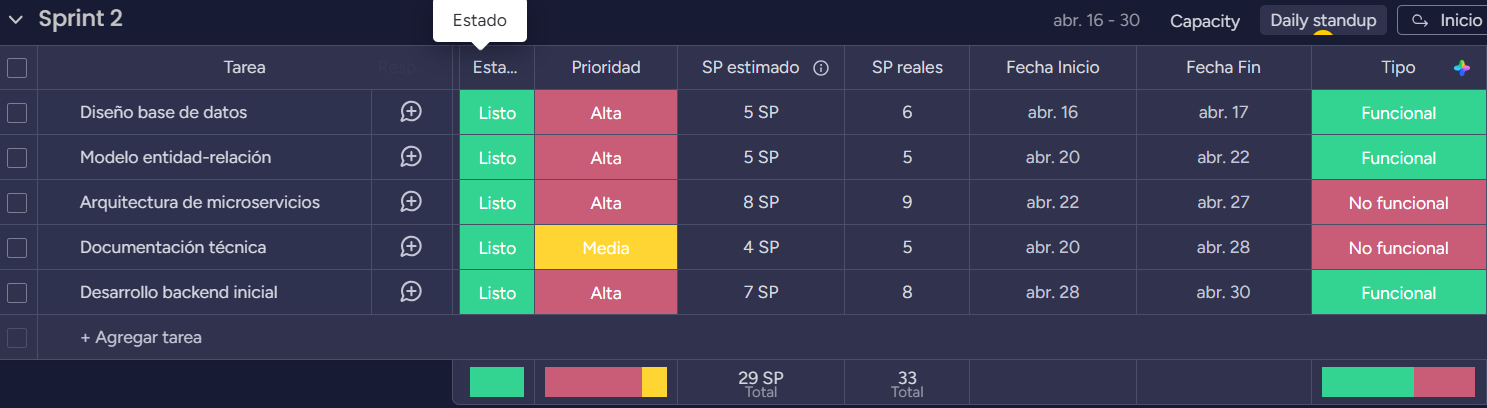 Sprint 2
Estado
abr. 16 - 30 Capacity Daily standup Inicio
Tarea Esta... Prioridad SP estimado SP reales Fecha Inicio Fecha Fin Tipo
Diseño base de datos Listo Alta 5 SP 6 abr. 16 abr. 17 Funcional
Modelo entidad-relación Listo Alta 5 SP 5 abr. 20 abr. 22 Funcional
Arquitectura de microservicios Listo Alta 8 SP 9 abr. 22 abr. 27 No funcional
Documentación técnica Listo Media 4 SP 5 abr. 20 abr. 28 No funcional
Desarrollo backend inicial Listo Alta 7 SP 8 abr. 28 abr. 30 Funcional
+ Agregar tarea
29 SP 33
Total Total